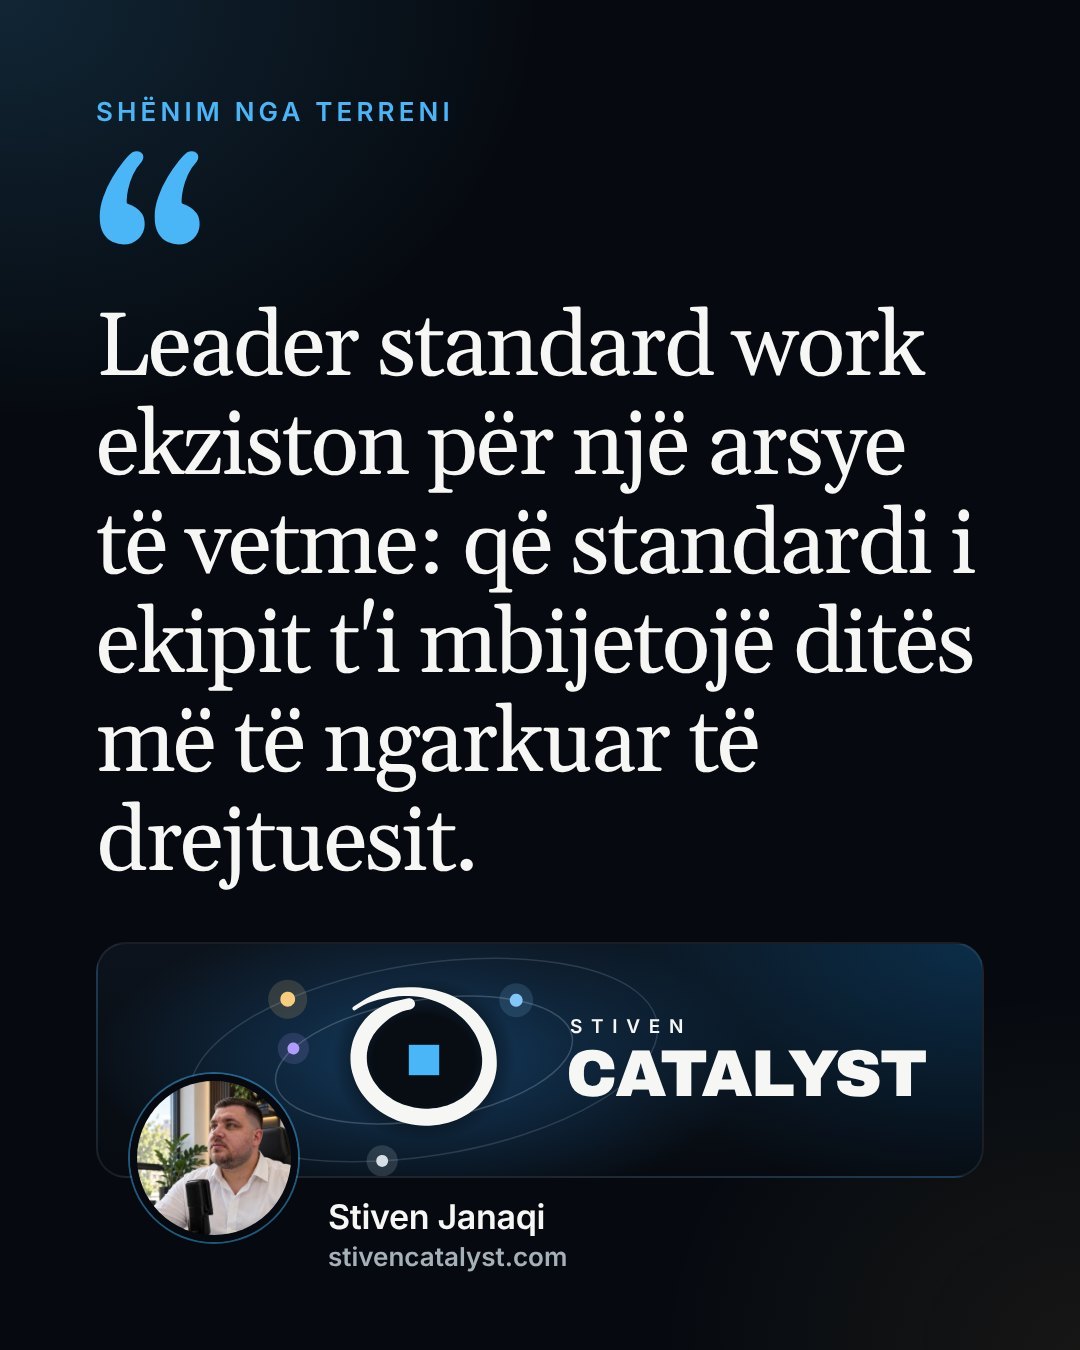 SHËNIM NGA TERRENI
“
Leader standard work
ekziston për një arsye
të vetme: që standardi i
ekipit t'i mbijetojë ditës
më të ngarkuar të
drejtuesit.
STIVEN
CATALYST
Stiven Janaqi
stivencatalyst.com